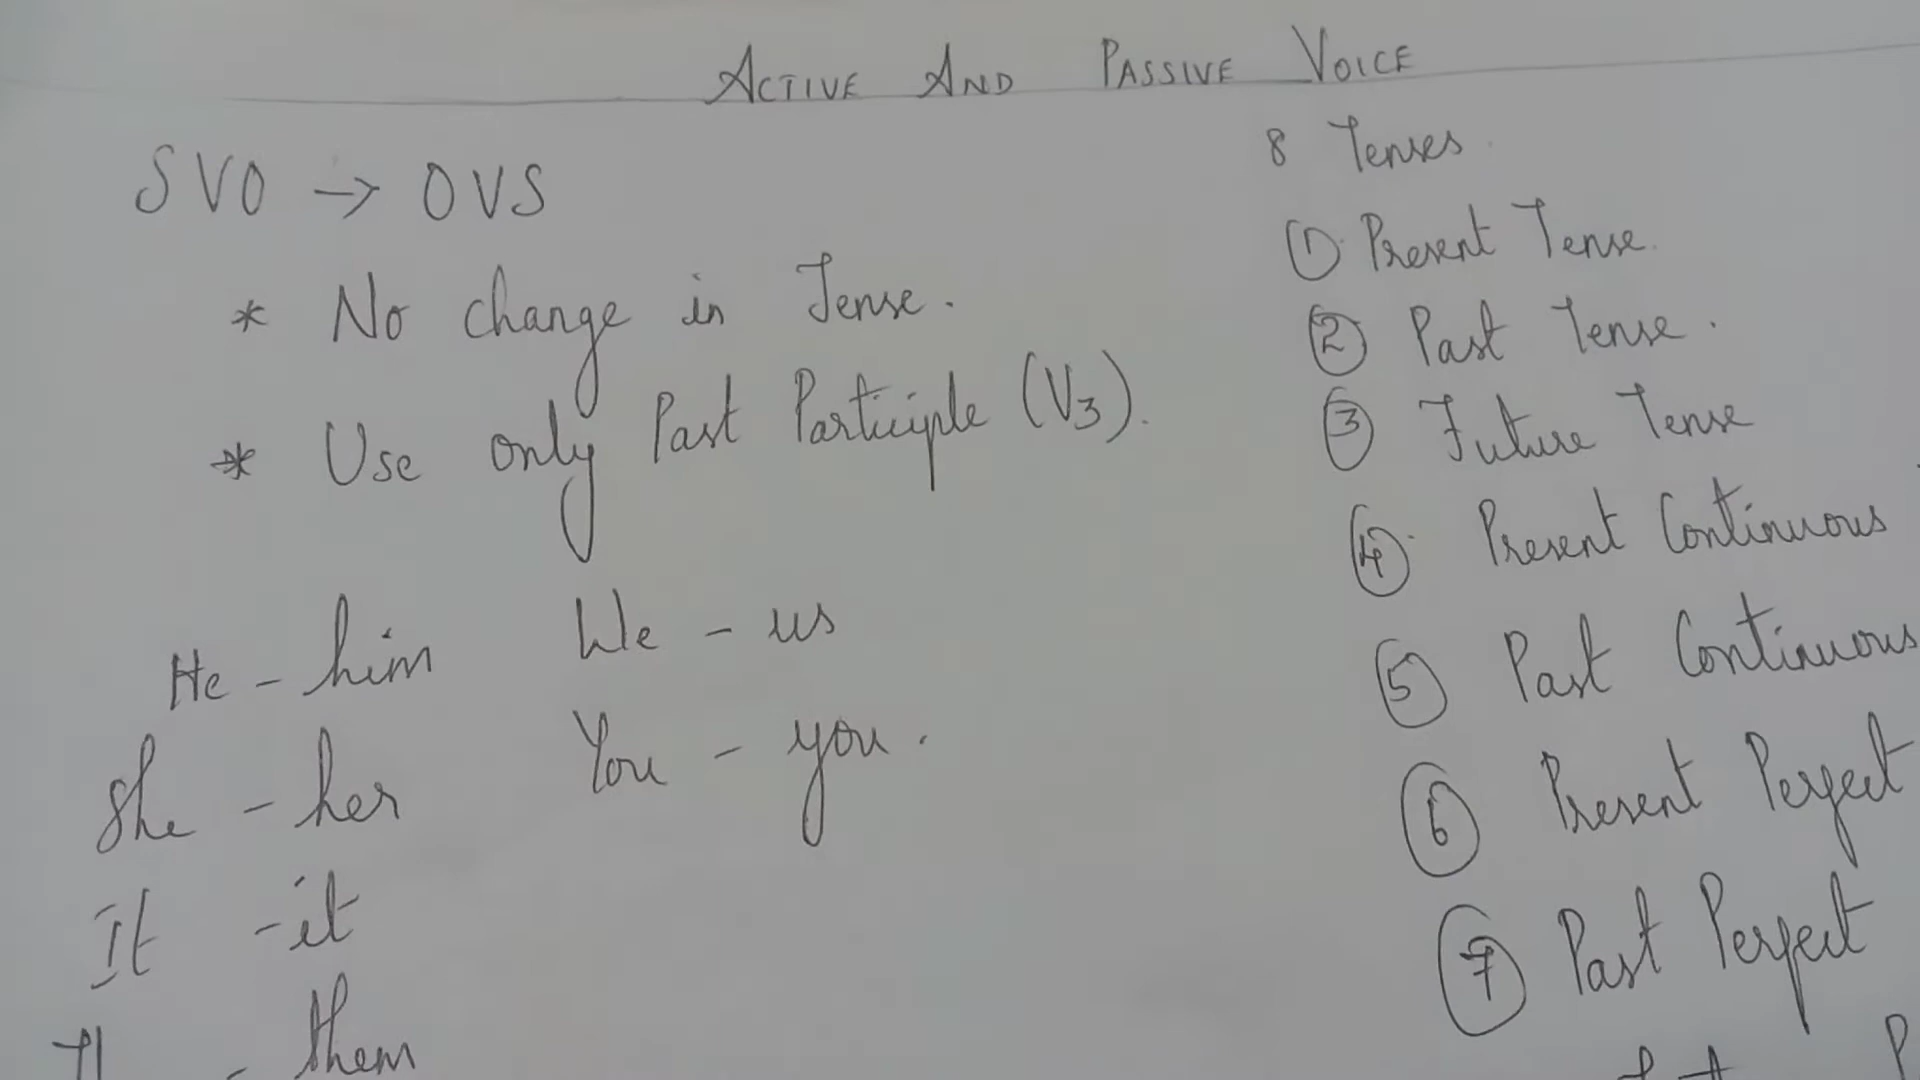 ACTIVE AND PASSIVE VOICE
SVO → OVS
* No change in Tense.
* Use only Past Participle (V3).
He - him
She - her
It - it
- them
We - us
You - you.
8 Tenses.
① Present Tense.
② Past Tense.
③ Future Tense
④ Present Continuous
⑤ Past Continuous
⑥ Present Perfect
⑦ Past Perfect